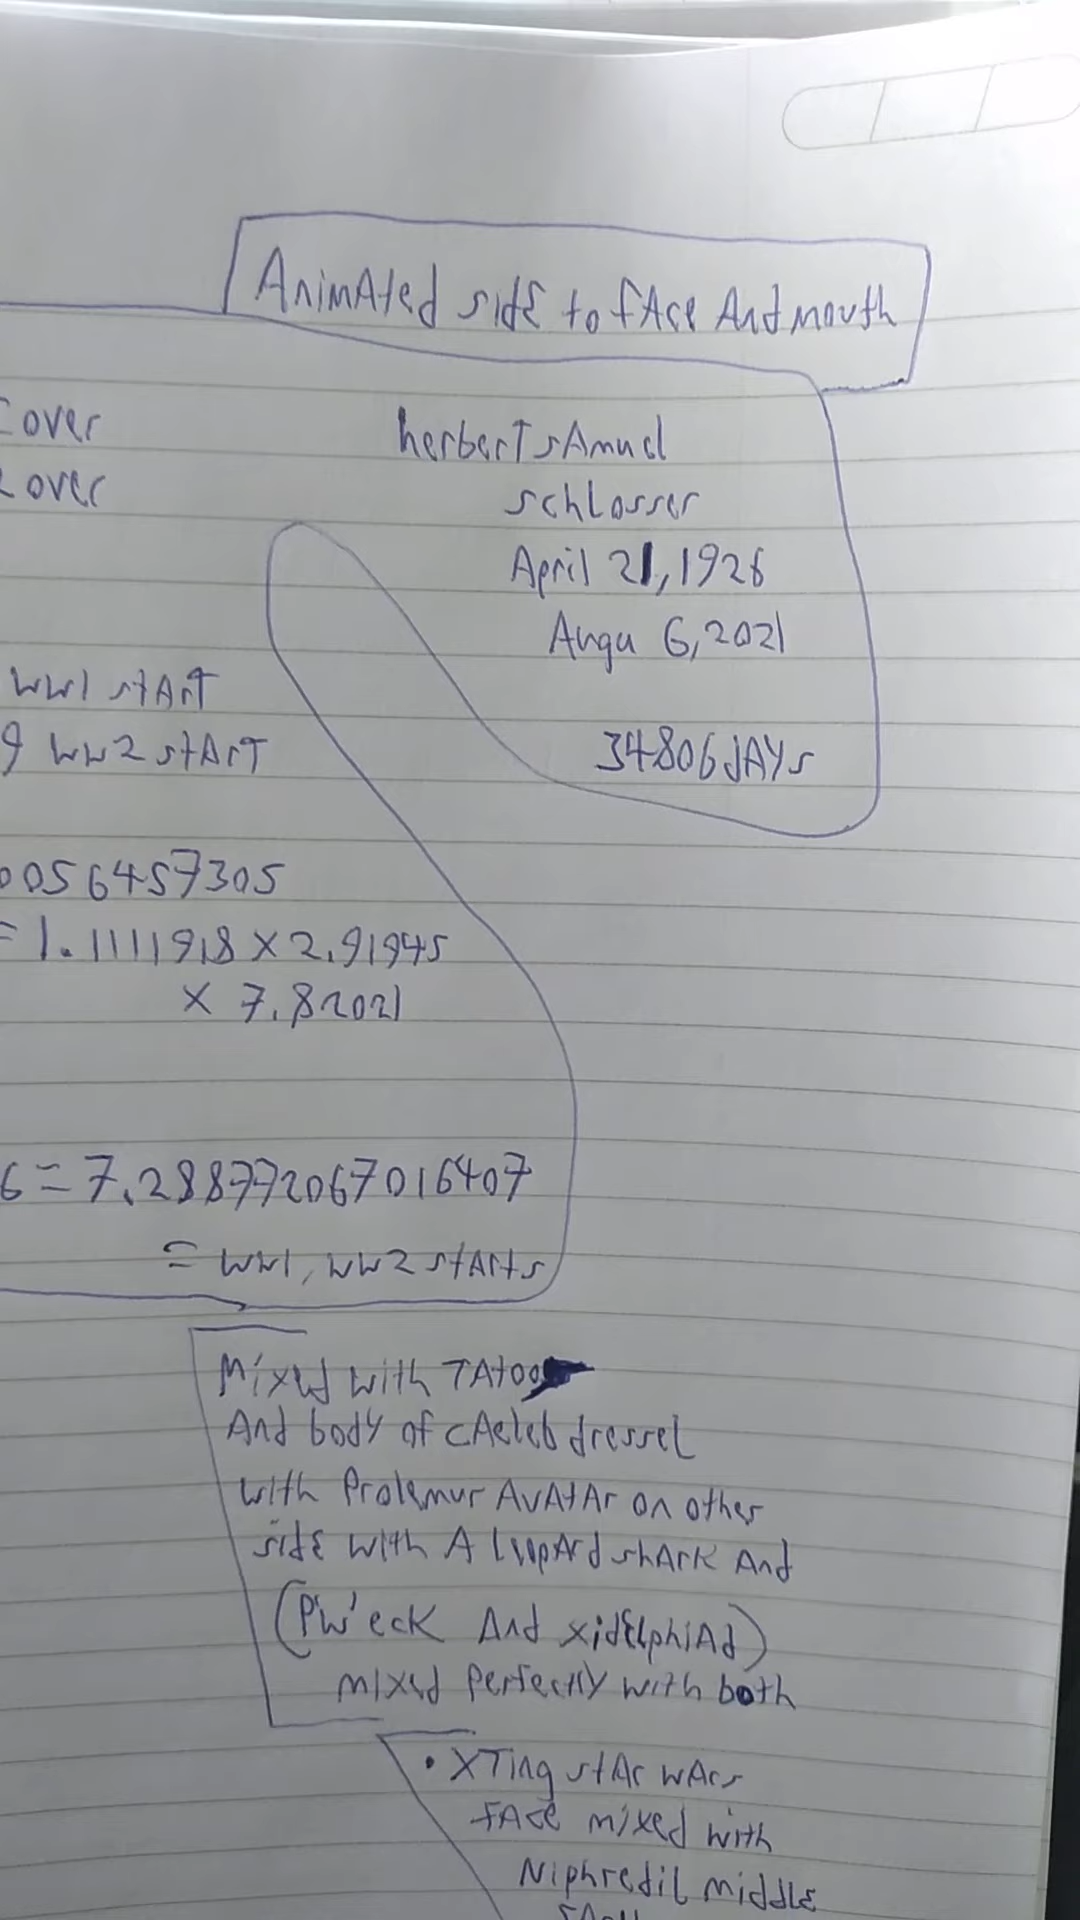 AnimAted side to fAce And mouth
over
over
herberT sAmuel
schLosser
April 21, 1926
Augu 6, 2021
WW1 stArT
9 WW2 stArT
34806 dAYs
0056457305
= 1.1111918 × 2.91945
× 7.82021
6 = 7.288772067016407
= WW1, WW2 stArts
Mixed with TAtoo
And body of cAeleb dressel
with Prolemur AvAtAr on other
side with A leopArd shArk And
(P'w'eck And xidElphiAd)
mixed perfectly with both
• XTing stAr wArs
fAce mixed with
Niphredil middle